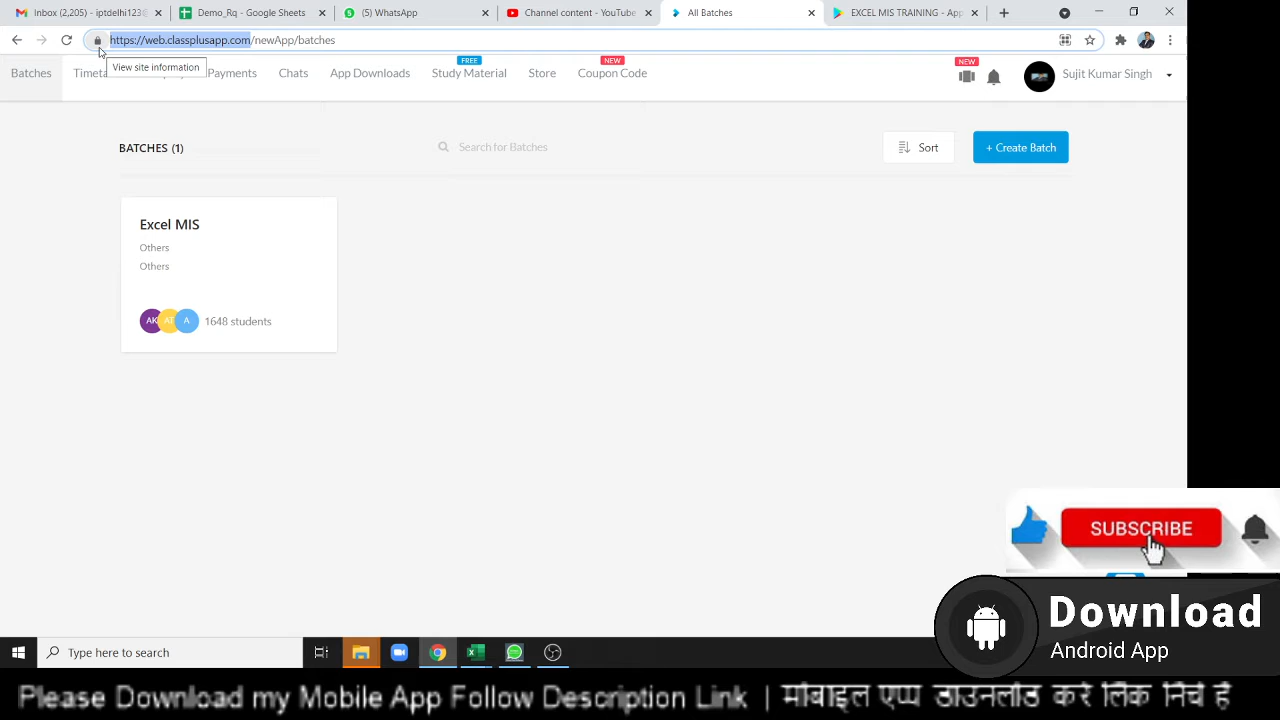 Inbox (2,205) - iptdelhi123@
Demo_Rq - Google Sheets
(5) WhatsApp
Channel content - YouTube
All Batches
EXCEL MIS TRAINING - App
https://web.classplusapp.com/newApp/batches
View site information
Batches
Payments
Chats
App Downloads
FREE
Study Material
Store
NEW
Coupon Code
NEW
Sujit Kumar Singh
BATCHES (1)
Search for Batches
Sort
+ Create Batch
Excel MIS
Others
Others
AK
AT
A
1648 students
SUBSCRIBE
Download
Android App
Type here to search
Please Download my Mobile App Follow Description Link | मोबाइल एप्प डाउनलोड करे लिंक निचे है